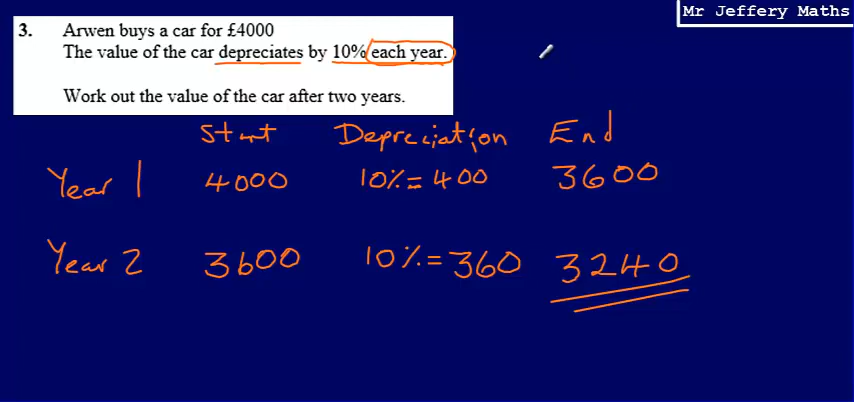 Mr Jeffery Maths
3. Arwen buys a car for £4000
The value of the car depreciates by 10% each year.
Work out the value of the car after two years.
Start Depreciation End
Year 1 4000 10%=400 3600
Year 2 3600 10%=360 3240